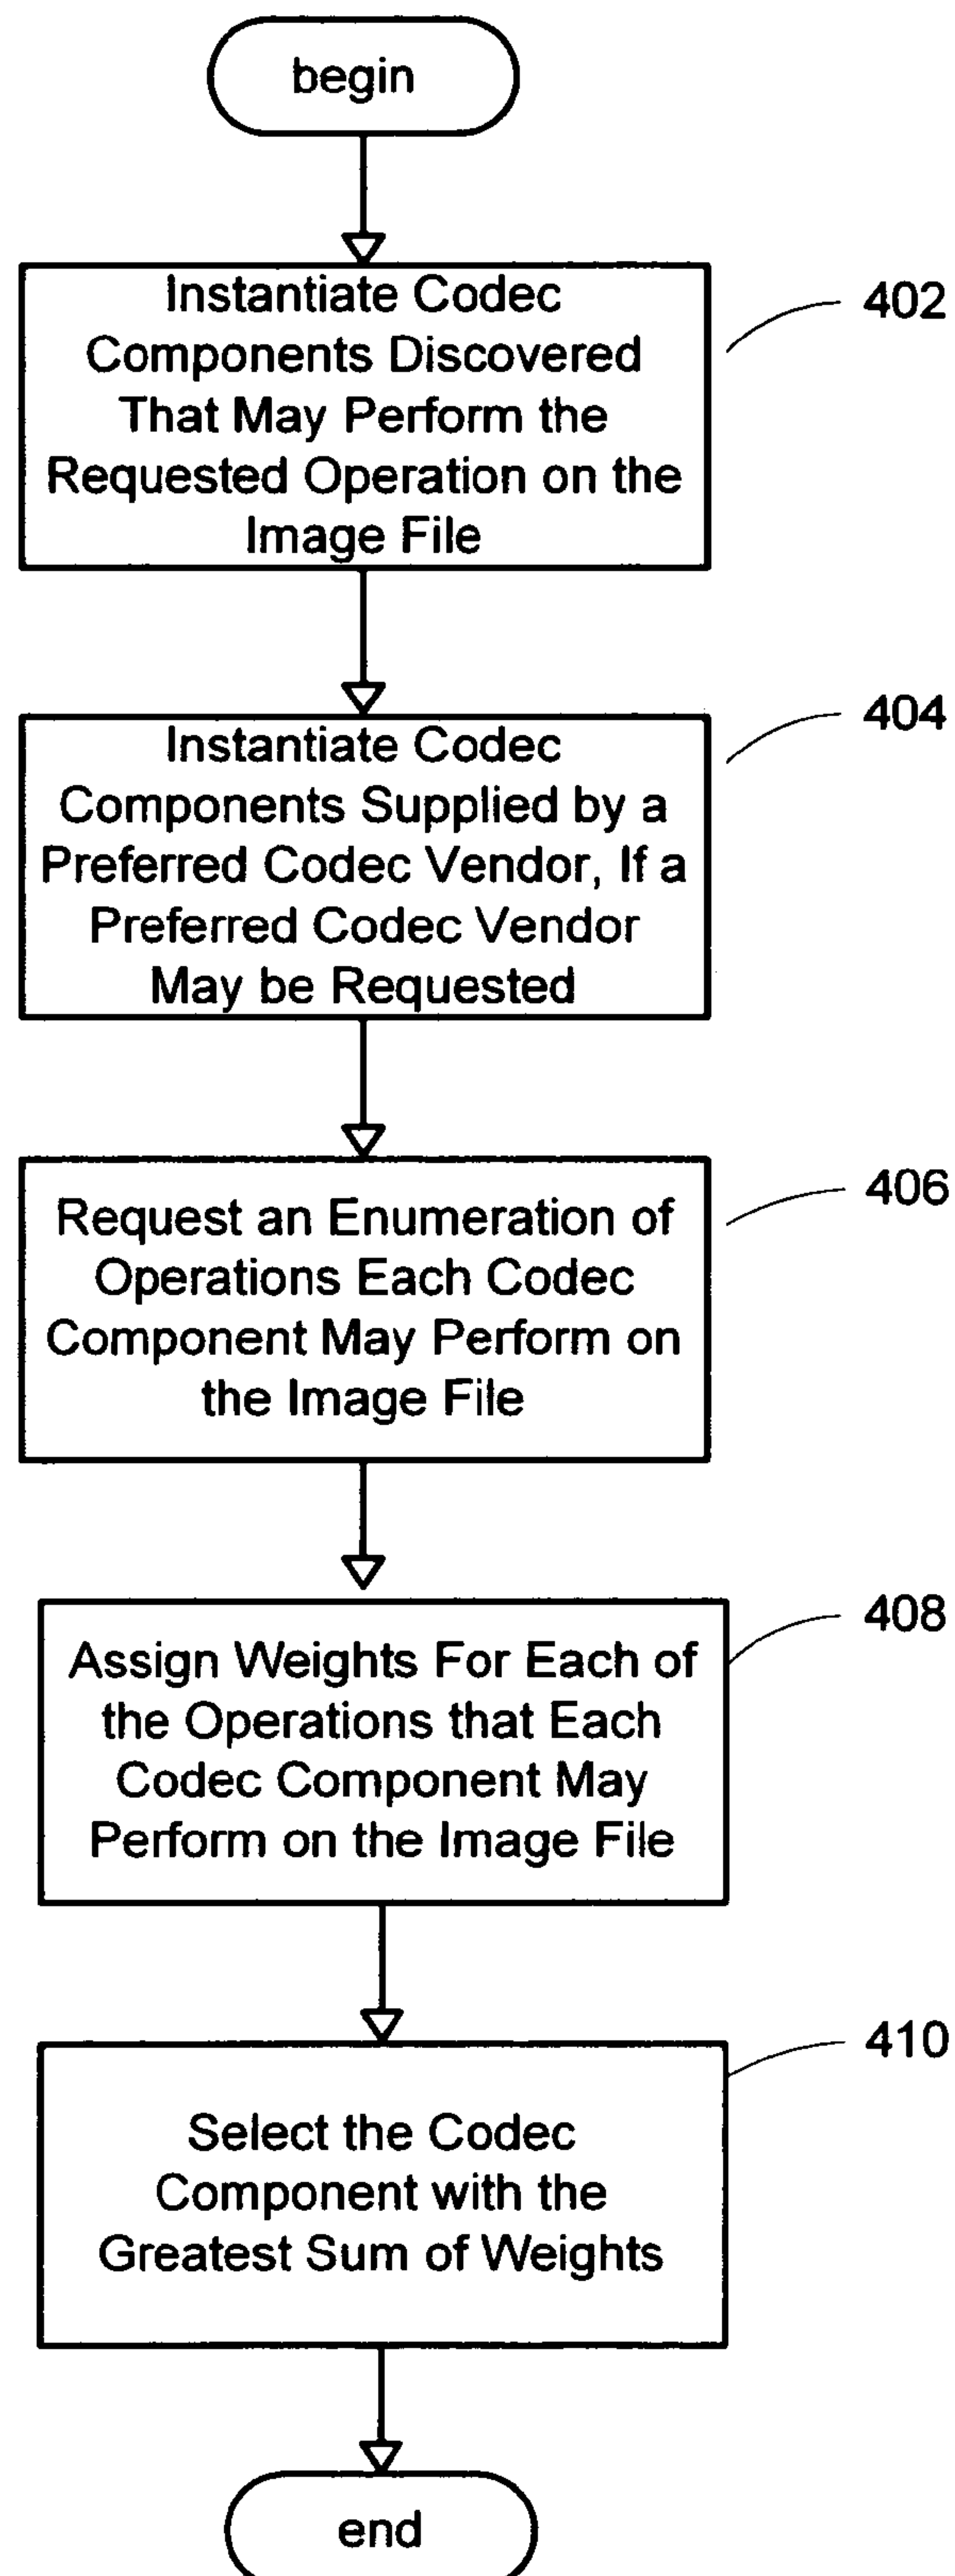 begin
Instantiate Codec
Components Discovered
That May Perform the
Requested Operation on the
Image File
402
Instantiate Codec
Components Supplied by a
Preferred Codec Vendor, If a
Preferred Codec Vendor
May be Requested
404
Request an Enumeration of
Operations Each Codec
Component May Perform on
the Image File
406
Assign Weights For Each of
the Operations that Each
Codec Component May
Perform on the Image File
408
Select the Codec
Component with the
Greatest Sum of Weights
410
end